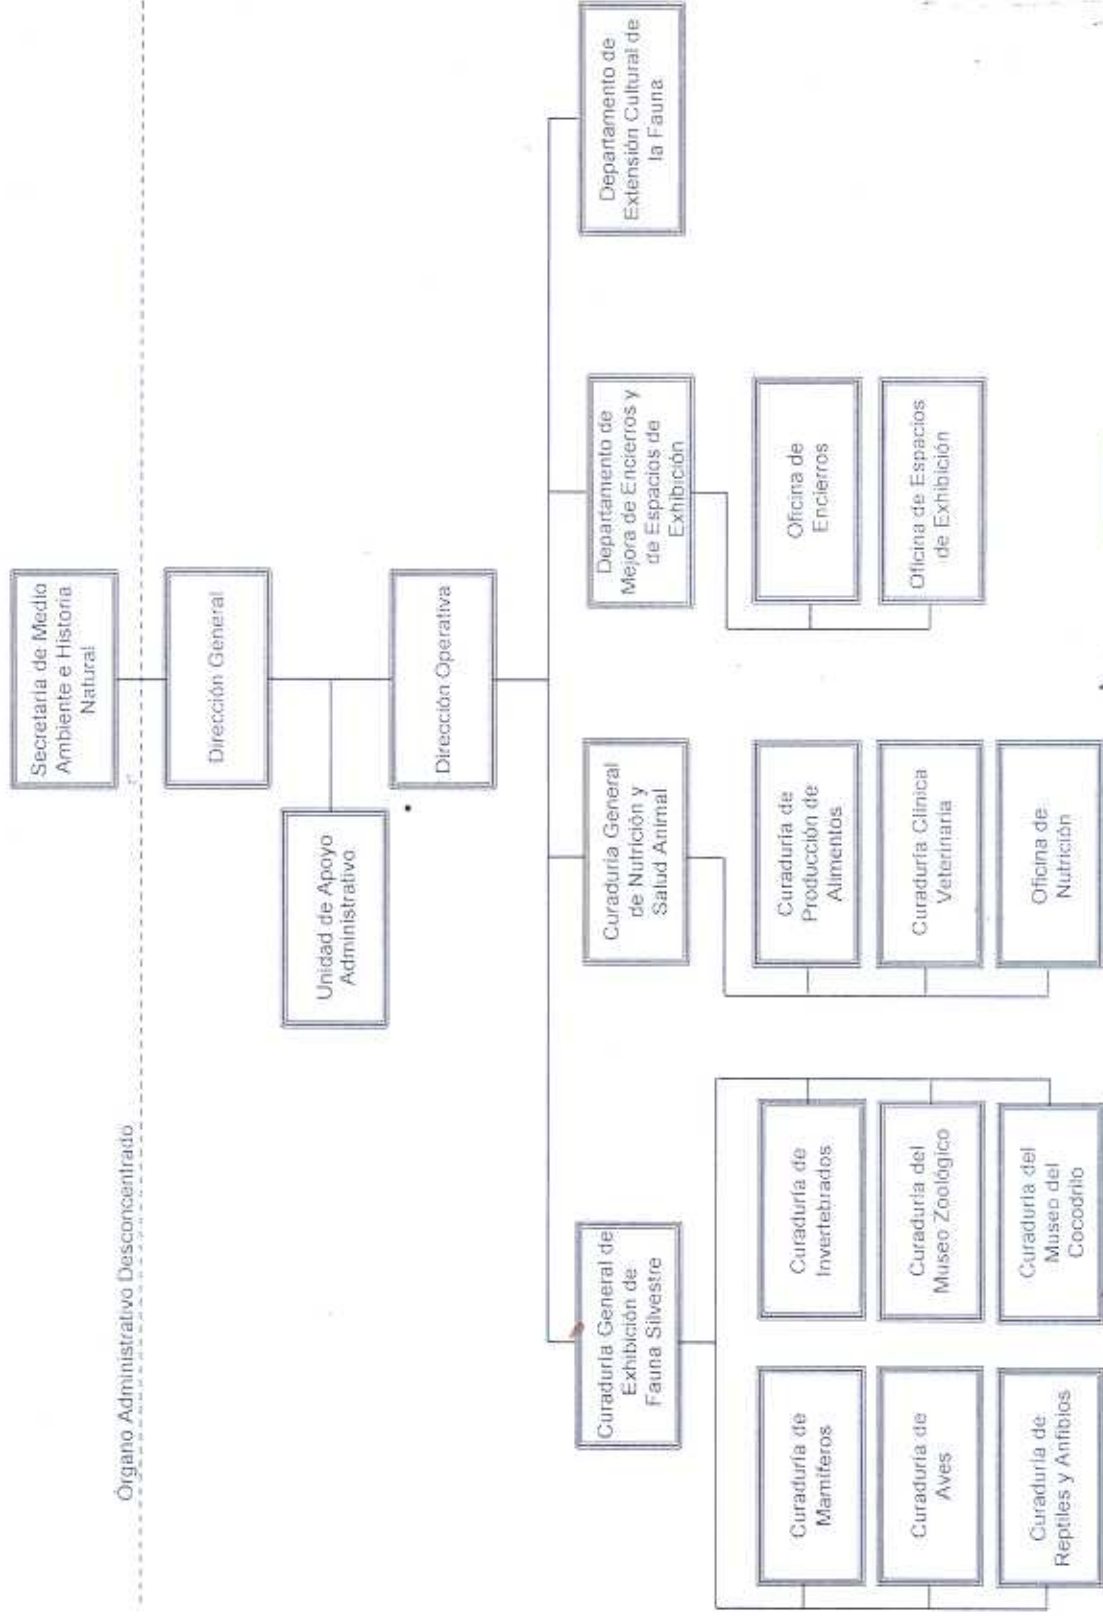 Secretaría de Medio
Ambiente e Historia
Natural
Órgano Administrativo Desconcentrado
Dirección General
Unidad de Apoyo
Administrativo
Dirección Operativa
Curaduría General de
Exhibición de
Fauna Silvestre
Curaduría General
de Nutrición y
Salud Animal
Departamento de
Mejora de Encierros y
de Espacios de
Exhibición
Departamento de
Extensión Cultural de
la Fauna
Curaduría de
Mamíferos
Curaduría de
Aves
Curaduría de
Reptiles y Anfibios
Curaduría de
Invertebrados
Curaduría del
Museo Zoológico
Curaduría del
Museo del
Cocodrilo
Curaduría de
Producción de
Alimentos
Curaduría Clínica
Veterinaria
Oficina de
Nutrición
Oficina de
Encierros
Oficina de Espacios
de Exhibición